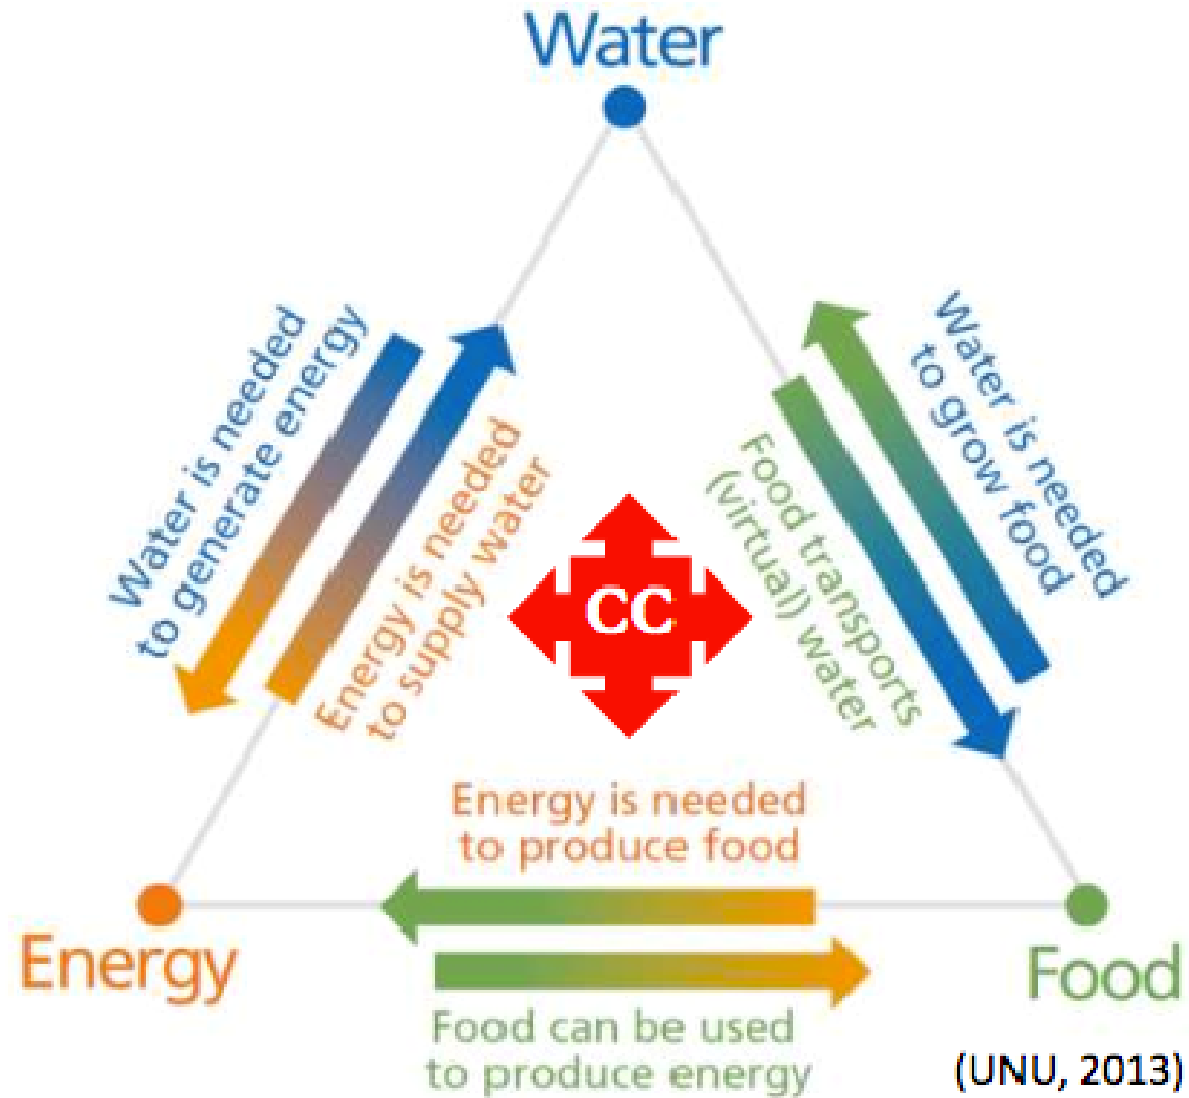 Water
Water is needed
to generate energy
Energy is needed
to supply water
CC
Food transports
(virtual) water
Water is needed
to grow food
Energy is needed
to produce food
Energy
Food
Food can be used
to produce energy
(UNU, 2013)